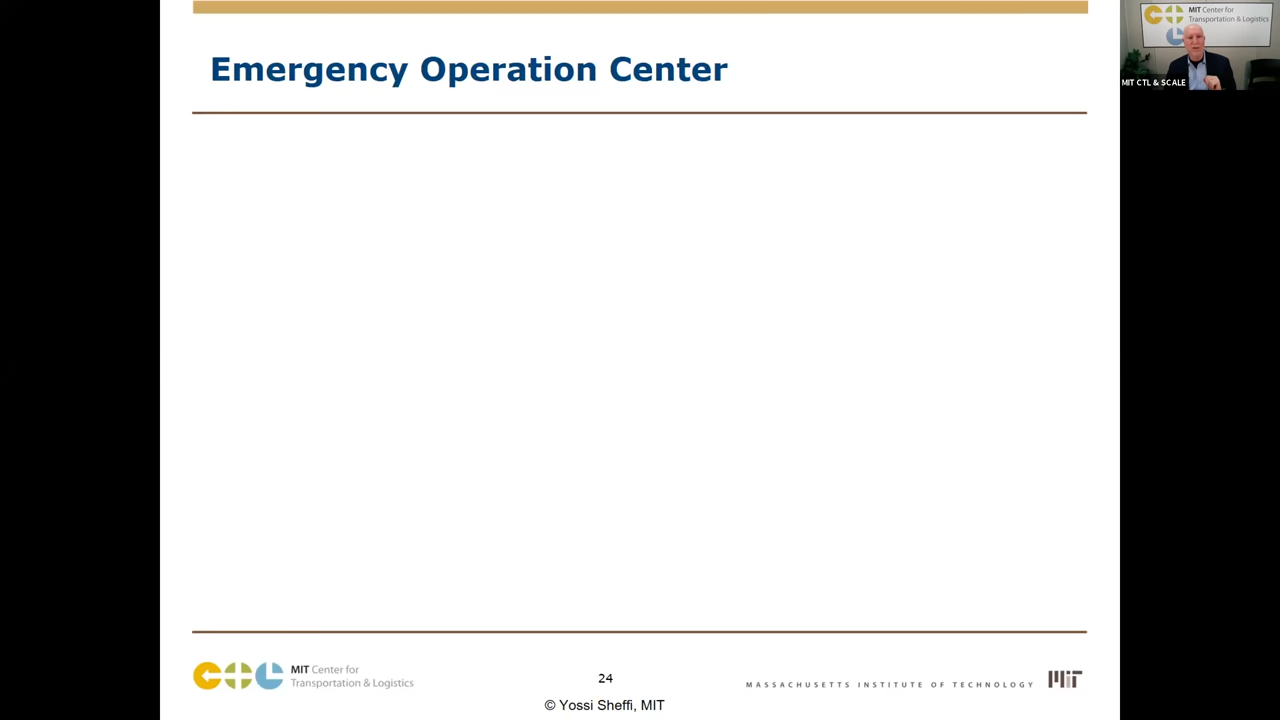 Emergency Operation Center
MIT Center for
Transportation & Logistics
MIT CTL & SCALE
MIT Center for
Transportation & Logistics
24
© Yossi Sheffi, MIT
MASSACHUSETTS INSTITUTE OF TECHNOLOGY
MIT